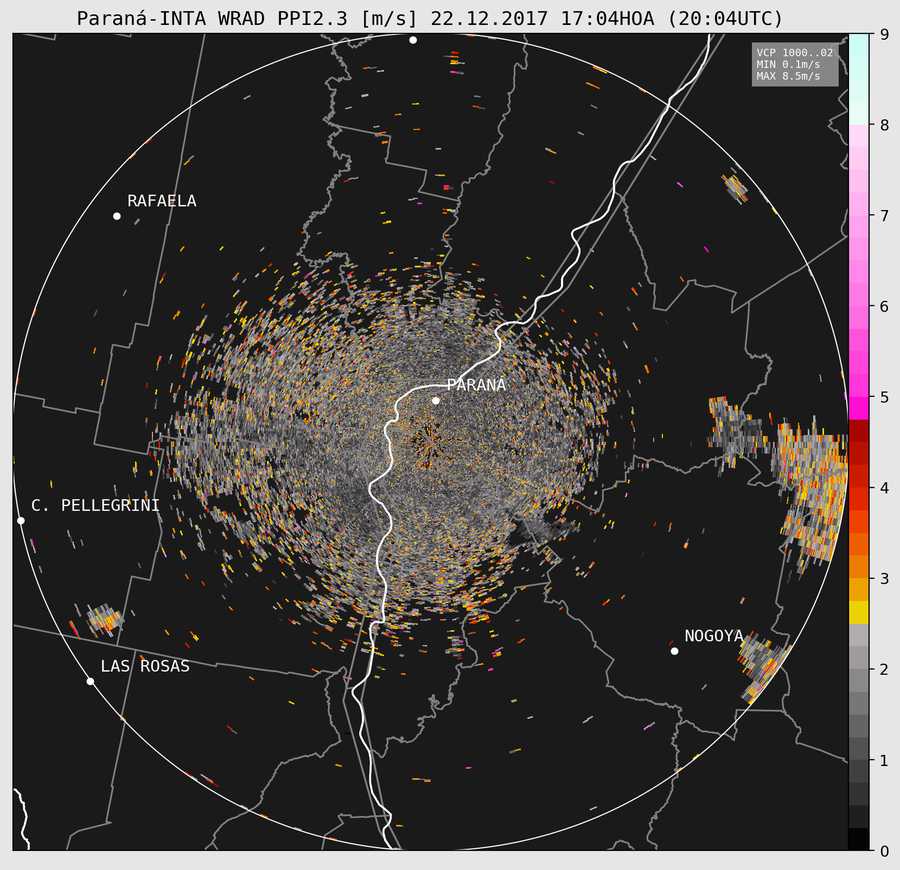 Paraná-INTA WRAD PPI2.3 [m/s] 22.12.2017 17:04HOA (20:04UTC)
VCP 1000..02
MIN 0.1m/s
MAX 8.5m/s
9
8
7
6
5
4
3
2
1
0
RAFAELA
PARANÁ
C. PELLEGRINI
NOGOYA
LAS ROSAS